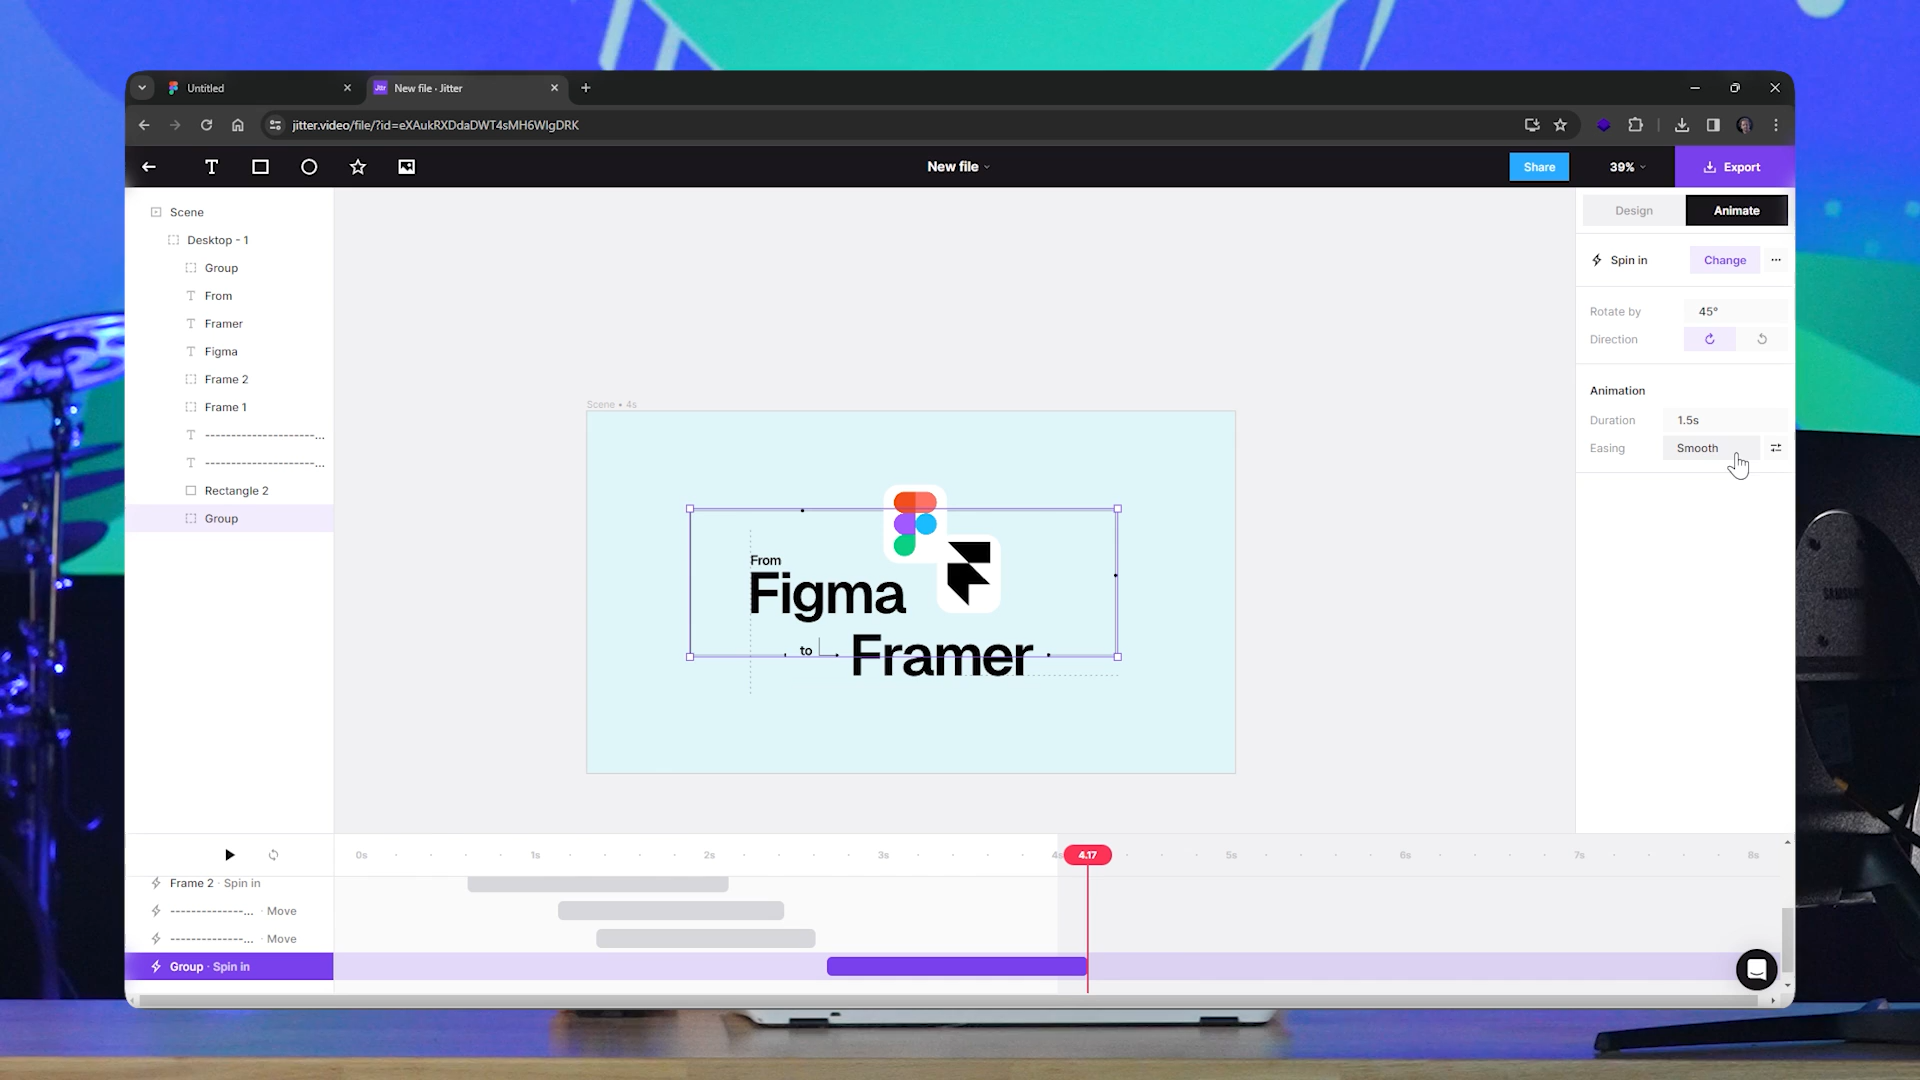 Untitled
Jitr New file · Jitter
jitter.video/file/?id=eXAukRXDdaDWT4sMH6WIgDRK
T
New file
Share
39%
Export
Scene
Desktop - 1
Group
T From
T Framer
T Figma
Frame 2
Frame 1
T ----------------------...
T ----------------------...
Rectangle 2
Group
Scene • 4s
From
Figma
to
Framer
Design
Animate
Spin in
Change
...
Rotate by
45°
Direction
Animation
Duration
1.5s
Easing
Smooth
0s
1s
2s
3s
4s
4.17
5s
6s
7s
8s
Frame 2 · Spin in
--------------... · Move
--------------... · Move
Group · Spin in
SAMSUNG